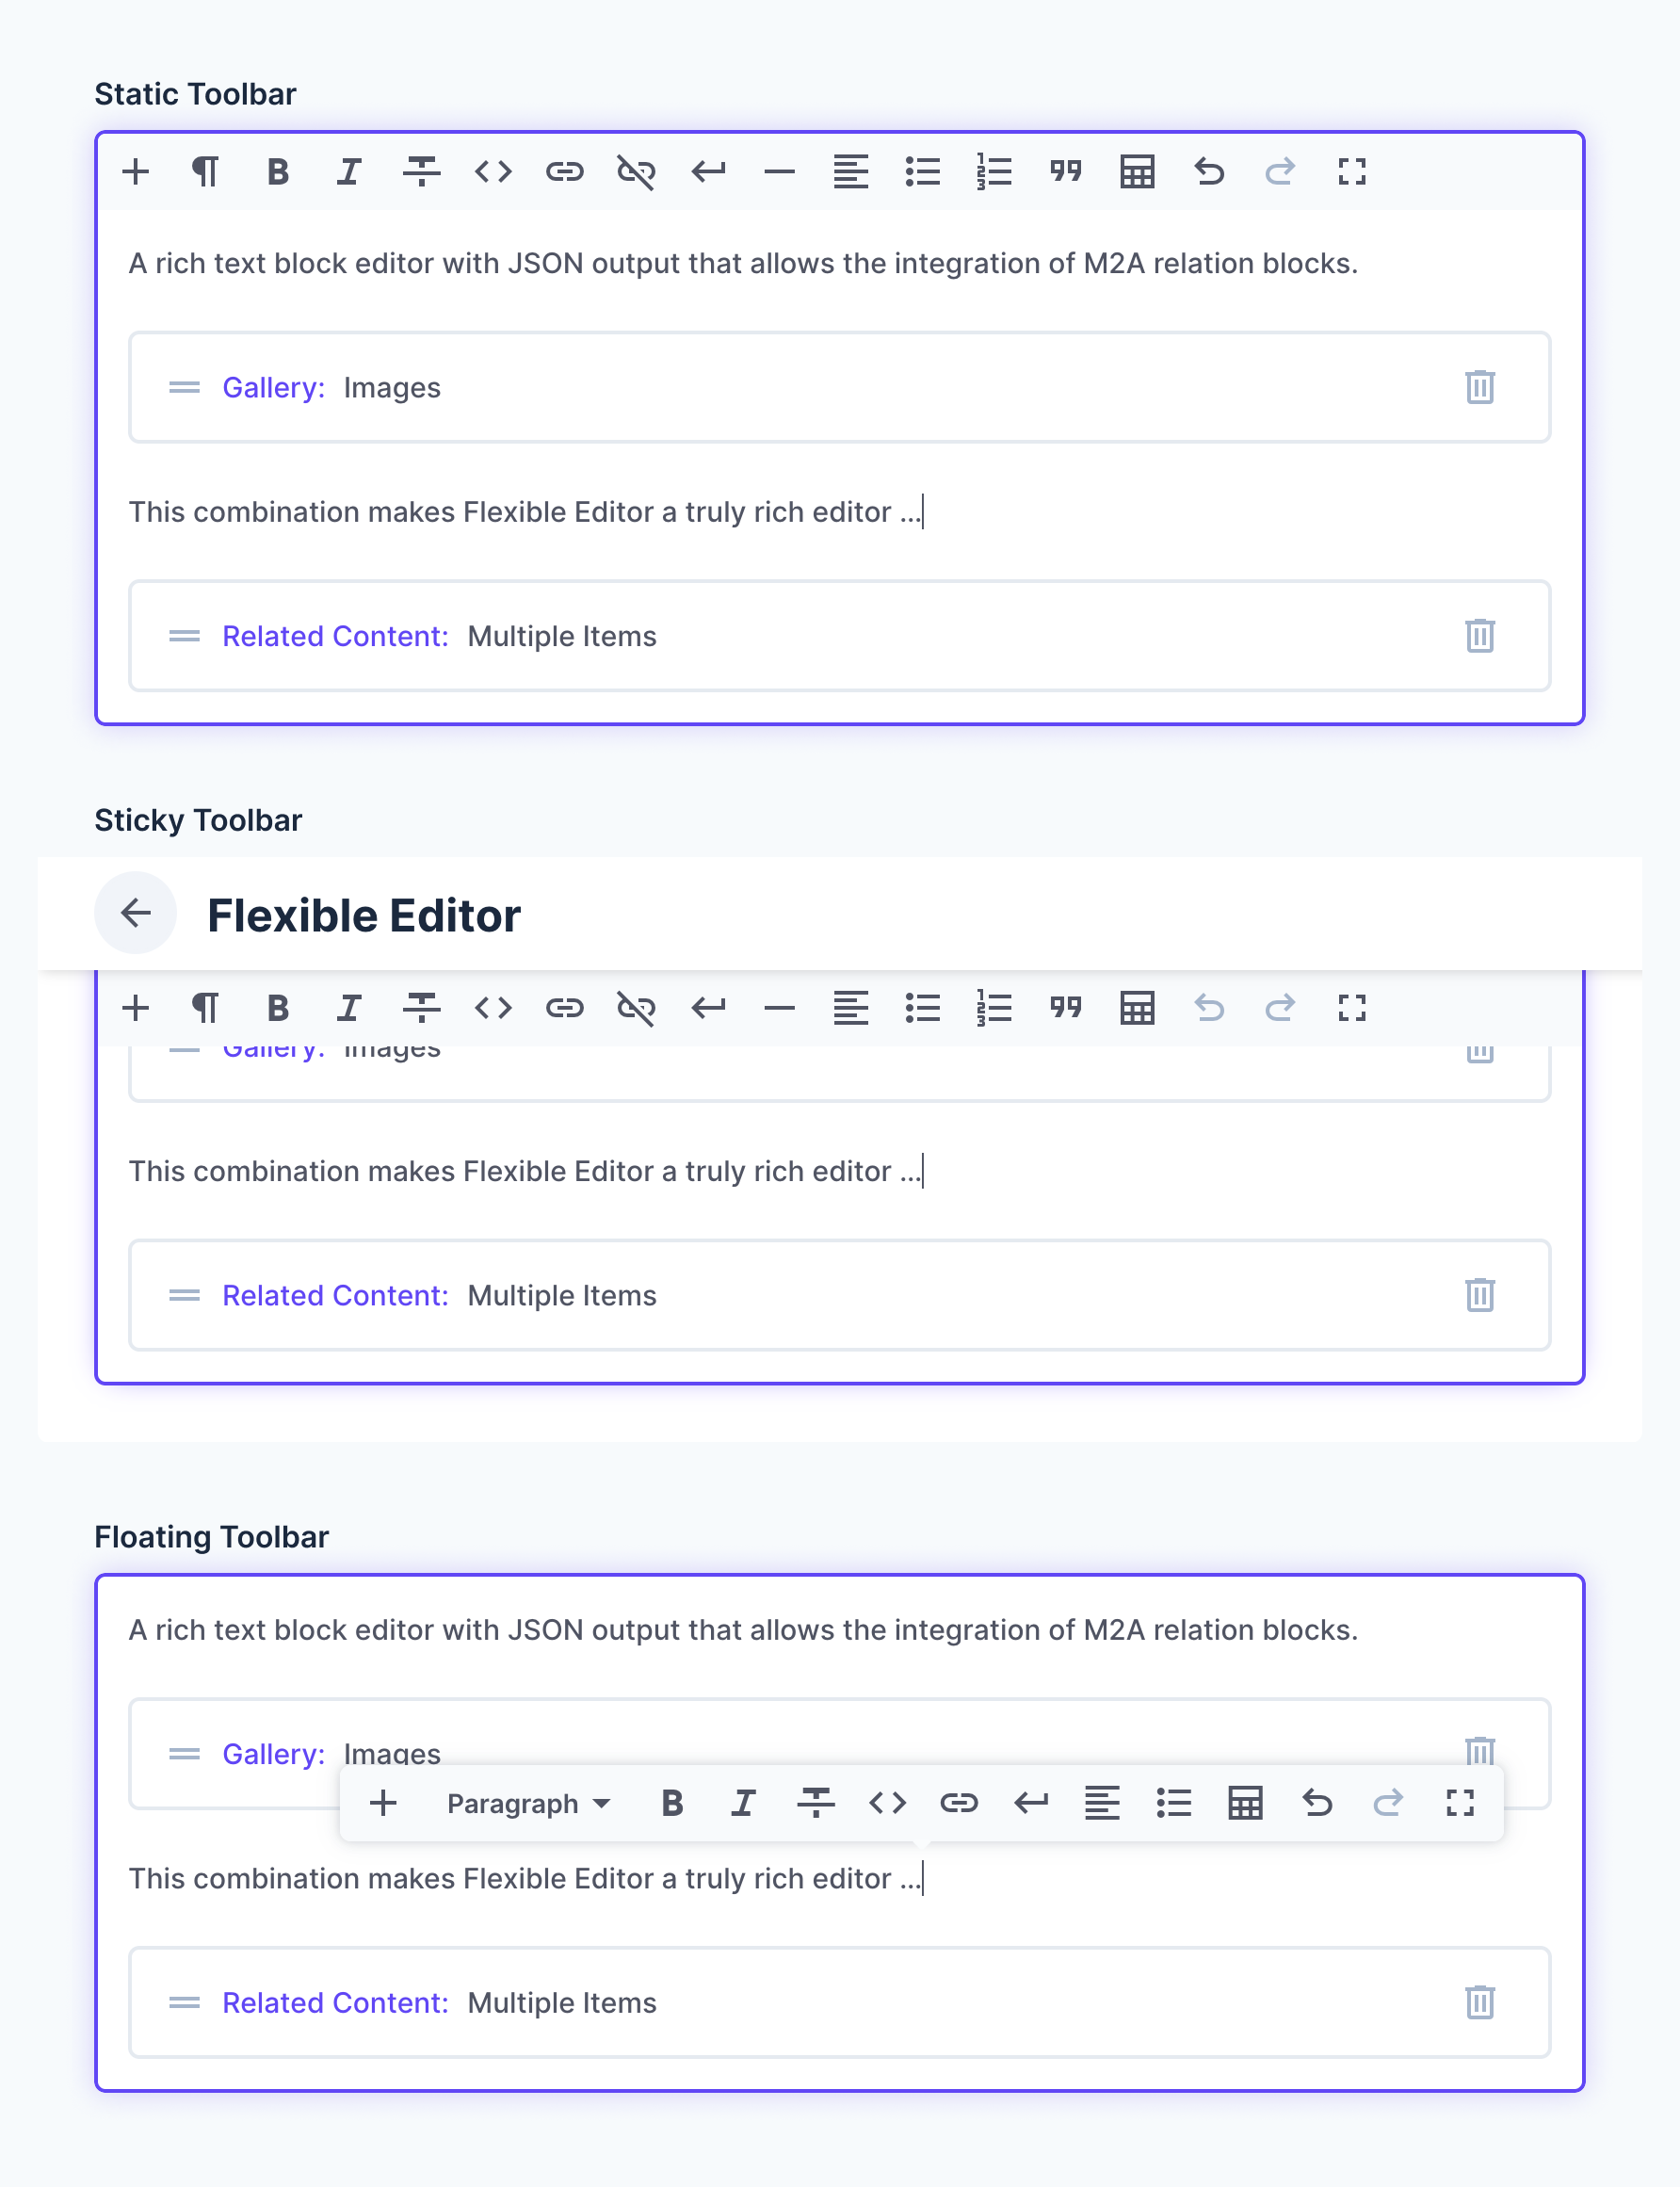 Static Toolbar
A rich text block editor with JSON output that allows the integration of M2A relation blocks.
Gallery: Images
This combination makes Flexible Editor a truly rich editor ...
Related Content: Multiple Items
Sticky Toolbar
Flexible Editor
Gallery: Images
This combination makes Flexible Editor a truly rich editor ...
Related Content: Multiple Items
Floating Toolbar
A rich text block editor with JSON output that allows the integration of M2A relation blocks.
Gallery: Images
Paragraph
This combination makes Flexible Editor a truly rich editor ...
Related Content: Multiple Items